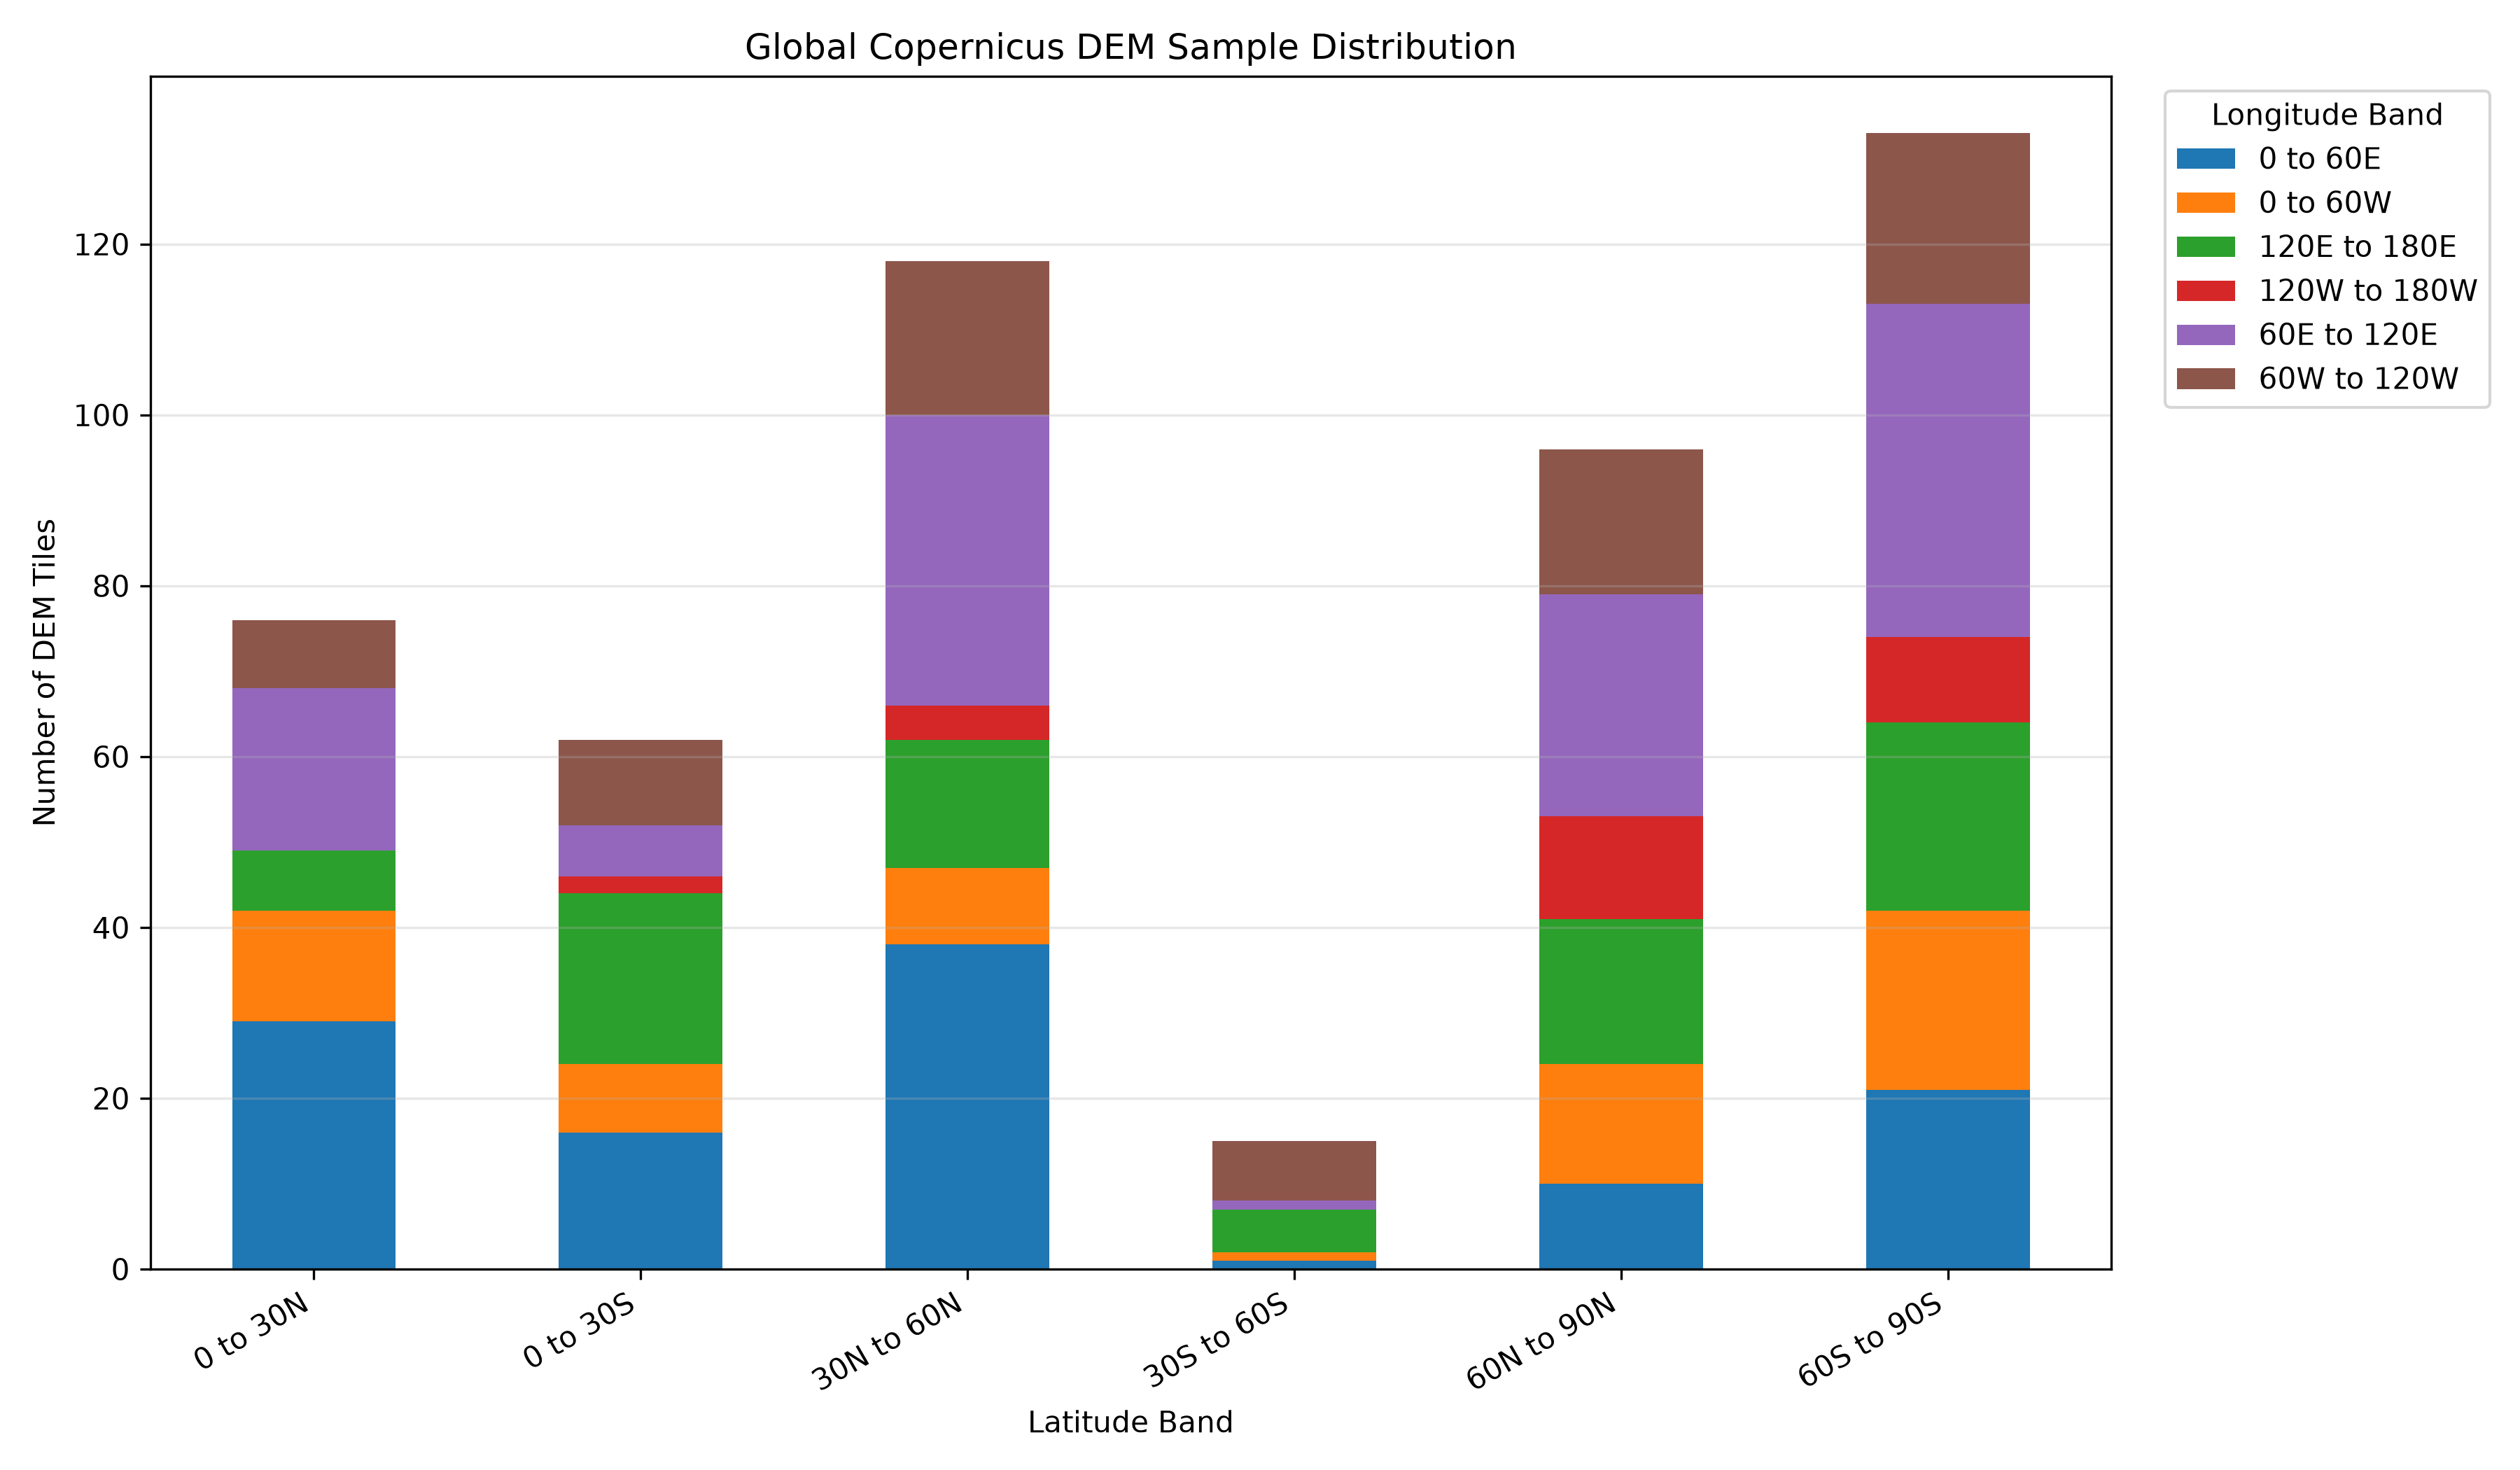 Global Copernicus DEM Sample Distribution
Number of DEM Tiles
120
100
80
60
40
20
0
0 to 30N
0 to 30S
30N to 60N
30S to 60S
60N to 90N
60S to 90S
Latitude Band
Longitude Band
0 to 60E
0 to 60W
120E to 180E
120W to 180W
60E to 120E
60W to 120W